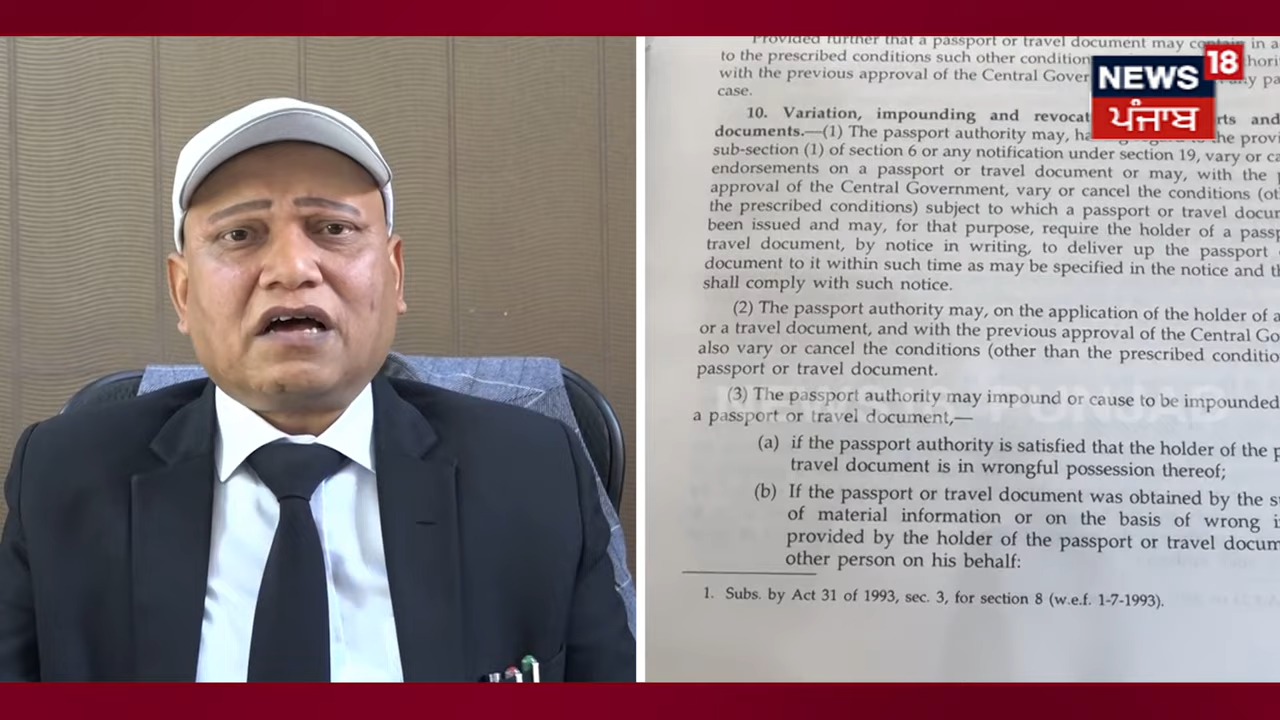 Provided further that a passport or travel document may contain in a
to the prescribed conditions such other condition
with the previous approval of the Central Gover any pa
case.
10. Variation, impounding and revocat rts and
documents.—(1) The passport authority may, ha the provi
sub-section (1) of section 6 or any notification under section 19, vary or ca
endorsements on a passport or travel document or may, with the p
approval of the Central Government, vary or cancel the conditions (ot
the prescribed conditions) subject to which a passport or travel docum
been issued and may, for that purpose, require the holder of a passp
travel document, by notice in writing, to deliver up the passport
document to it within such time as may be specified in the notice and th
shall comply with such notice.
(2) The passport authority may, on the application of the holder of a
or a travel document, and with the previous approval of the Central Go
also vary or cancel the conditions (other than the prescribed conditio
passport or travel document.
(3) The passport authority may impound or cause to be impounded
a passport or travel document,—
(a) if the passport authority is satisfied that the holder of the p
travel document is in wrongful possession thereof;
(b) If the passport or travel document was obtained by the su
of material information or on the basis of wrong i
provided by the holder of the passport or travel docum
other person on his behalf:
1. Subs. by Act 31 of 1993, sec. 3, for section 8 (w.e.f. 1-7-1993).
NEWS 18
ਪੰਜਾਬ
NEWS18 PUNJAB